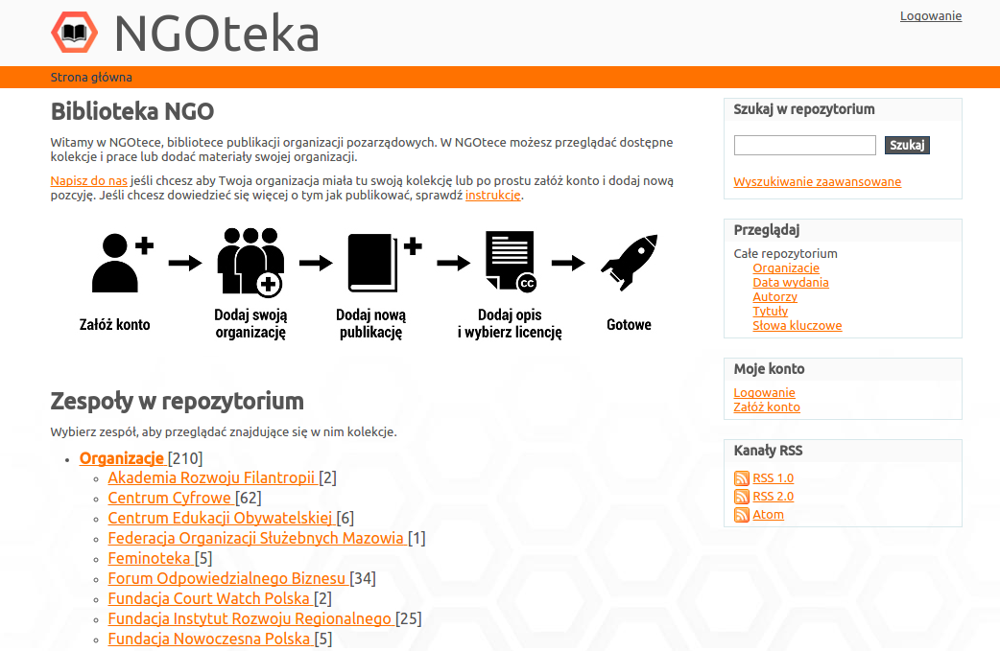 NGOteka
Logowanie
Strona główna
Biblioteka NGO
Witamy w NGOtece, bibliotece publikacji organizacji pozarządowych. W NGOtece możesz przeglądać dostępne
kolekcje i prace lub dodać materiały swojej organizacji.
Napisz do nas jeśli chcesz aby Twoja organizacja miała tu swoją kolekcję lub po prostu załóż konto i dodaj nową
pozycję. Jeśli chcesz dowiedzieć się więcej o tym jak publikować, sprawdź instrukcję.
Załóż konto
Dodaj swoją
organizację
Dodaj nową
publikację
CC
Dodaj opis
i wybierz licencję
Gotowe
Zespoły w repozytorium
Wybierz zespół, aby przeglądać znajdujące się w nim kolekcje.
Organizacje [210]
Akademia Rozwoju Filantropii [2]
Centrum Cyfrowe [62]
Centrum Edukacji Obywatelskiej [6]
Federacja Organizacji Służebnych Mazowia [1]
Feminoteka [5]
Forum Odpowiedzialnego Biznesu [34]
Fundacja Court Watch Polska [2]
Fundacja Instytut Rozwoju Regionalnego [25]
Fundacja Nowoczesna Polska [5]
Szukaj w repozytorium
Szukaj
Wyszukiwanie zaawansowane
Przeglądaj
Całe repozytorium
Organizacje
Data wydania
Autorzy
Tytuły
Słowa kluczowe
Moje konto
Logowanie
Załóż konto
Kanały RSS
RSS 1.0
RSS 2.0
Atom